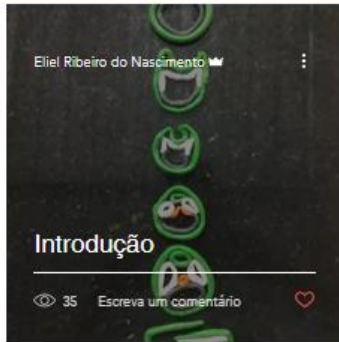 Eliel Ribeiro do Nascimento
Introdução
35 Escreva um comentário